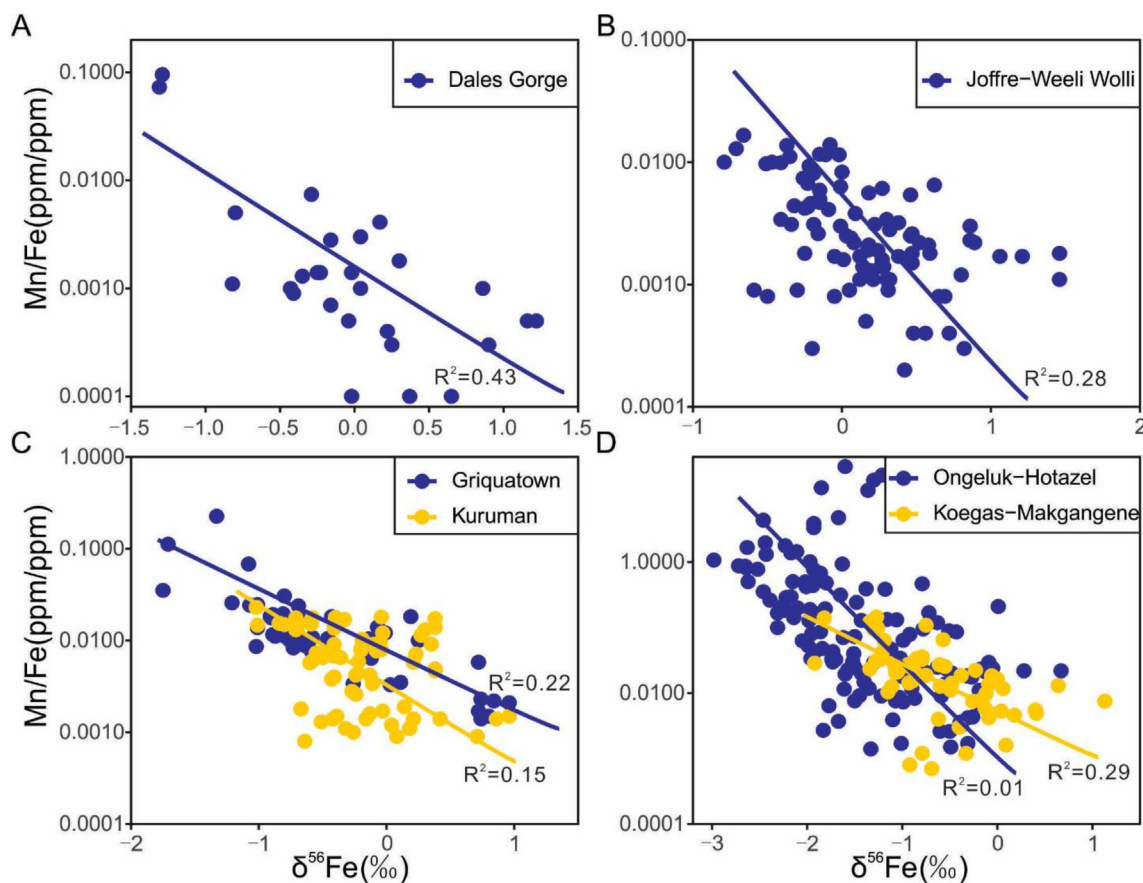 A
Dales Gorge
0.1000
0.0100
0.0010
0.0001
Mn/Fe(ppm/ppm)
R²=0.43
−1.5
−1.0
−0.5
0.0
0.5
1.0
1.5
B
Joffre−Weeli Wolli
0.1000
0.0100
0.0010
0.0001
R²=0.28
−1
0
1
2
C
Griquatown
Kuruman
1.0000
0.1000
0.0100
0.0010
0.0001
Mn/Fe(ppm/ppm)
R²=0.22
R²=0.15
−1
0
1
δ⁵⁶Fe(‰)
D
Ongeluk−Hotazel
Koegas−Makgangene
1.0000
0.0100
0.0001
R²=0.29
R²=0.01
−3
−2
−1
0
1
2
δ⁵⁶Fe(‰)